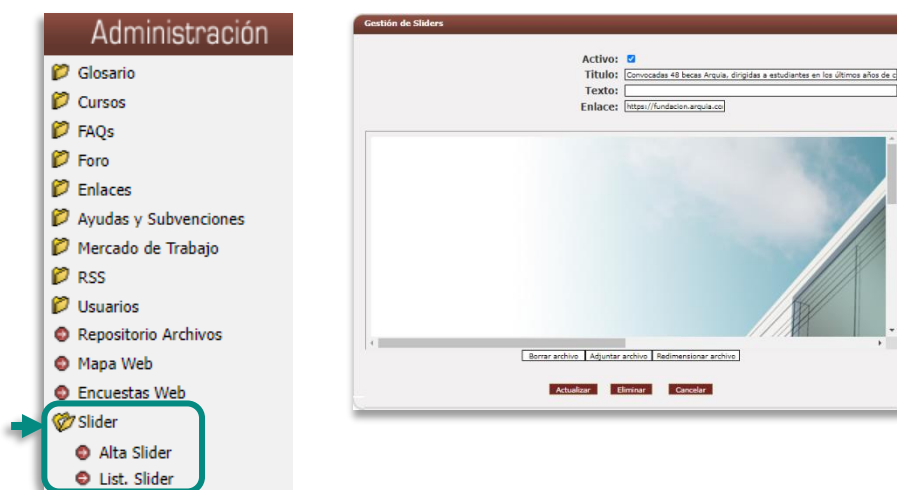 Administración
Glosario
Cursos
FAQs
Foro
Enlaces
Ayudas y Subvenciones
Mercado de Trabajo
RSS
Usuarios
Repositorio Archivos
Mapa Web
Encuestas Web
Slider
Alta Slider
List. Slider
Gestión de Sliders
Activo:
Titulo: Convocadas 48 becas Arquia, dirigidas a estudiantes en los últimos años de c
Texto:
Enlace: https://fundacion.arquia.co
Borrar archivo Adjuntar archivo Redimensionar archivo
Actualizar Eliminar Cancelar